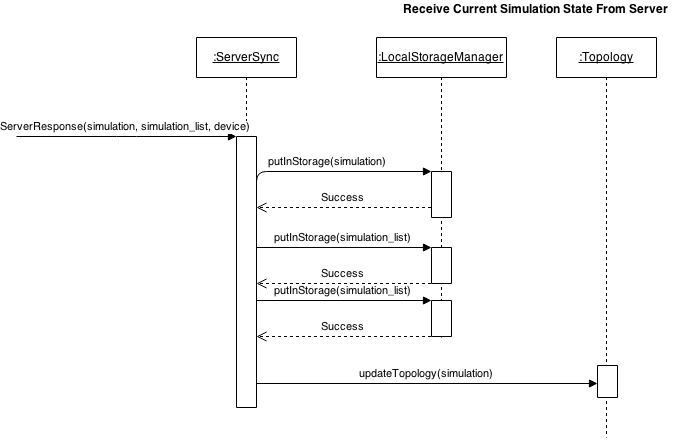 Receive Current Simulation State From Server
:ServerSync
:LocalStorageManager
:Topology
ServerResponse(simulation, simulation_list, device)
putInStorage(simulation)
Success
putInStorage(simulation_list)
Success
putInStorage(simulation_list)
Success
updateTopology(simulation)